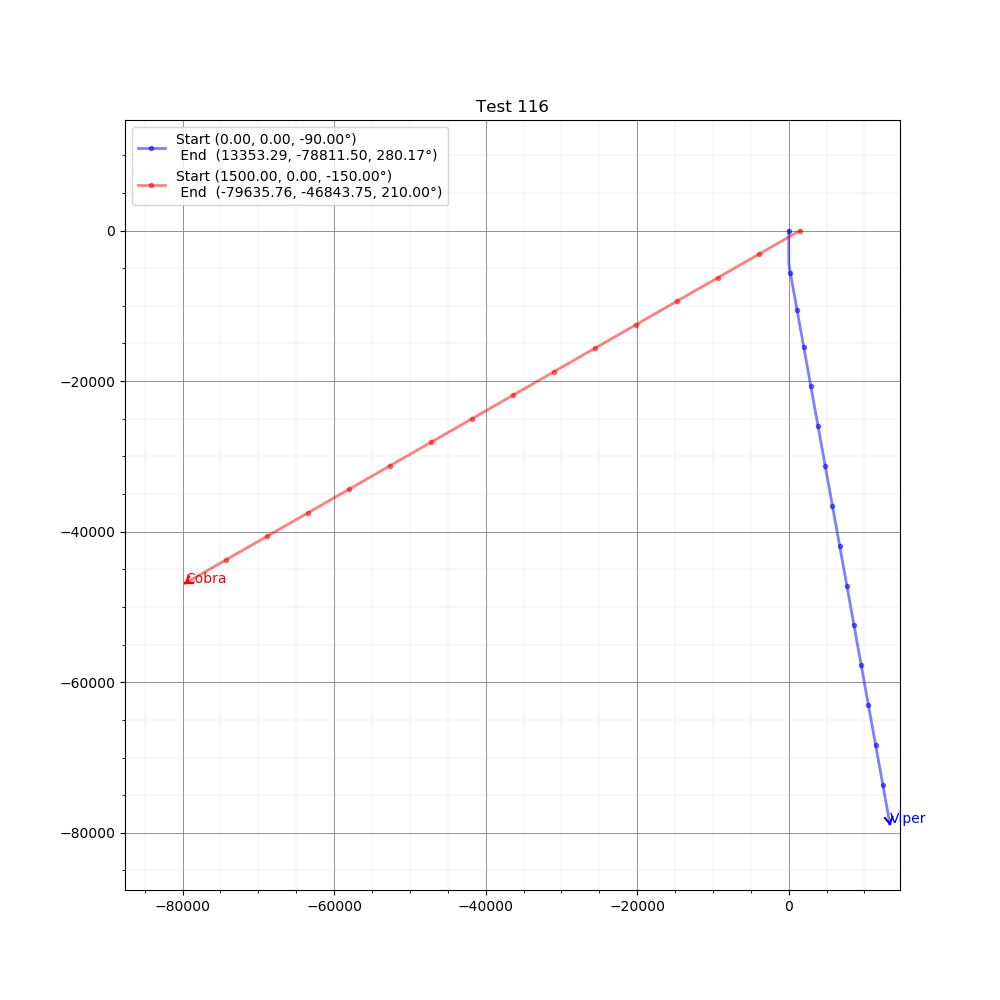 Test 116
Start (0.00, 0.00, -90.00°)
End  (13353.29, -78811.50, 280.17°)
Start (1500.00, 0.00, -150.00°)
End  (-79635.76, -46843.75, 210.00°)
0
−20000
−40000
−60000
−80000
Cobra
Viper
−80000
−60000
−40000
−20000
0